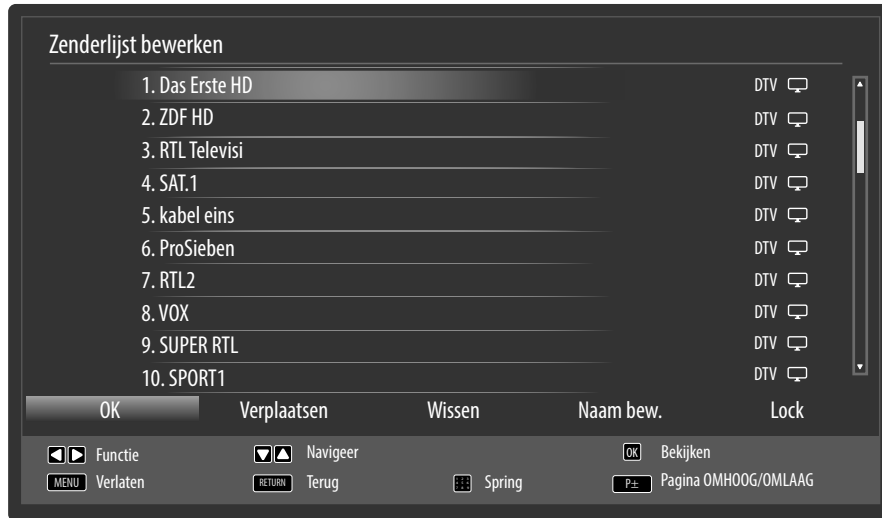 Zenderlijst bewerken
1. Das Erste HD DTV
2. ZDF HD DTV
3. RTL Televisi DTV
4. SAT.1 DTV
5. kabel eins DTV
6. ProSieben DTV
7. RTL2 DTV
8. VOX DTV
9. SUPER RTL DTV
10. SPORT1 DTV
OK Verplaatsen Wissen Naam bew. Lock
Functie Navigeer OK Bekijken
MENU Verlaten RETURN Terug Spring P± Pagina OMHOOG/OMLAAG